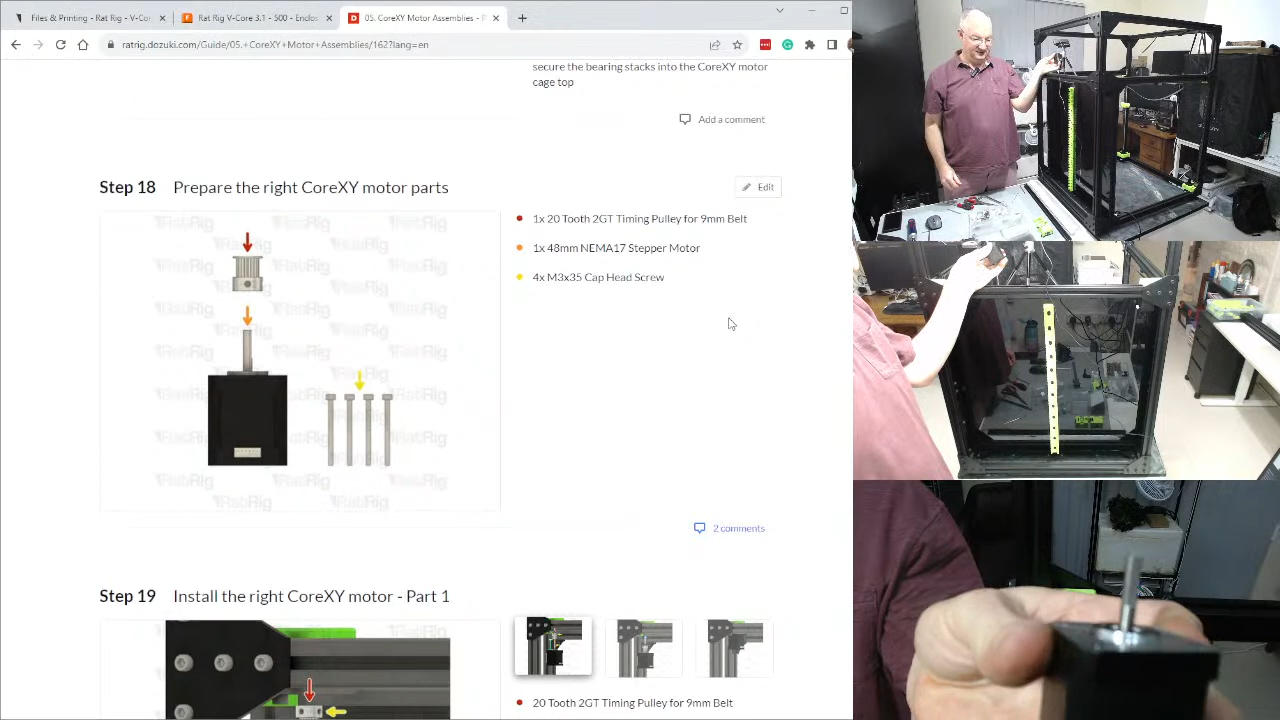 Files & Printing - Rat Rig - V-Cor
Rat Rig V-Core 3.1 - 500 - Endos
05. CoreXY Motor Assemblies - P
ratrig.dozuki.com/Guide/05.+CoreXY+Motor+Assemblies/162?lang=en
secure the bearing stacks into the CoreXY motor
cage top
Add a comment
Step 18 Prepare the right CoreXY motor parts
Edit
1x 20 Tooth 2GT Timing Pulley for 9mm Belt
1x 48mm NEMA17 Stepper Motor
4x M3x35 Cap Head Screw
2 comments
Step 19 Install the right CoreXY motor - Part 1
20 Tooth 2GT Timing Pulley for 9mm Belt